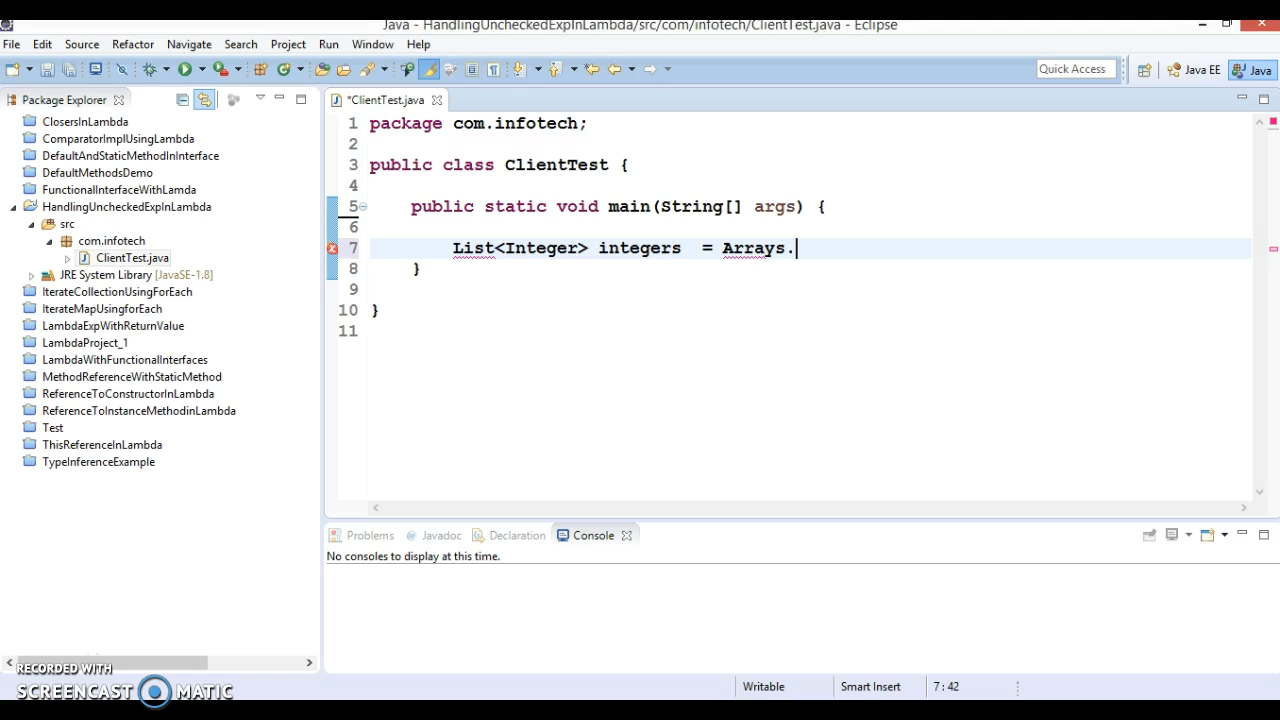 Java - HandlingUncheckedExpInLambda/src/com/infotech/ClientTest.java - Eclipse
File Edit Source Refactor Navigate Search Project Run Window Help
Quick Access Java EE Java
Package Explorer
*ClientTest.java
ClosersInLambda
ComparatorImplUsingLambda
DefaultAndStaticMethodInInterface
DefaultMethodsDemo
FunctionalInterfaceWithLamda
HandlingUncheckedExpInLambda
src
com.infotech
ClientTest.java
JRE System Library [JavaSE-1.8]
IterateCollectionUsingForEach
IterateMapUsingforEach
LambdaExpWithReturnValue
LambdaProject_1
LambdaWithFunctionalInterfaces
MethodReferenceWithStaticMethod
ReferenceToConstructorInLambda
ReferenceToInstanceMethodinLambda
Test
ThisReferenceInLambda
TypeInferenceExample
1 package com.infotech;
2
3 public class ClientTest {
4
5 public static void main(String[] args) {
6
7 List<Integer> integers  = Arrays.
8 }
9
10 }
11
Problems @ Javadoc Declaration Console
No consoles to display at this time.
RECORDED WITH
SCREENCAST MATIC
Writable Smart Insert 7 : 42